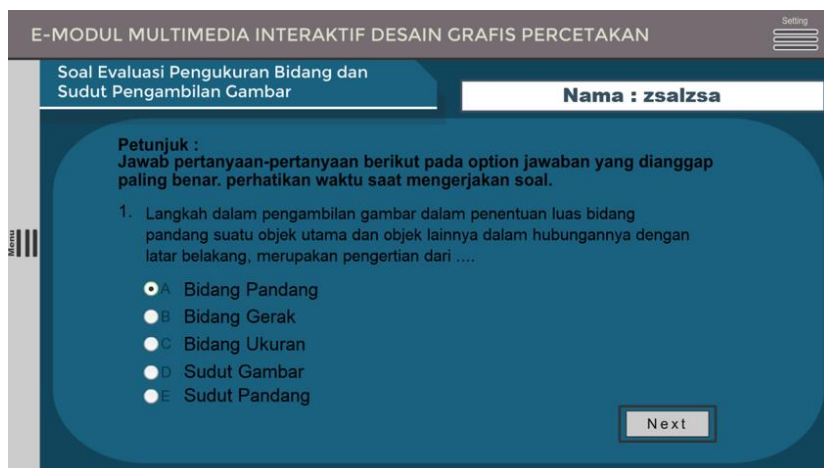 E-MODUL MULTIMEDIA INTERAKTIF DESAIN GRAFIS PERCETAKAN
Setting
Soal Evaluasi Pengukuran Bidang dan
Sudut Pengambilan Gambar
Nama : zsalzsa
Petunjuk :
Jawab pertanyaan-pertanyaan berikut pada option jawaban yang dianggap
paling benar. perhatikan waktu saat mengerjakan soal.
1. Langkah dalam pengambilan gambar dalam penentuan luas bidang
pandang suatu objek utama dan objek lainnya dalam hubungannya dengan
latar belakang, merupakan pengertian dari ....
Menu
A Bidang Pandang
B Bidang Gerak
C Bidang Ukuran
D Sudut Gambar
E Sudut Pandang
Next